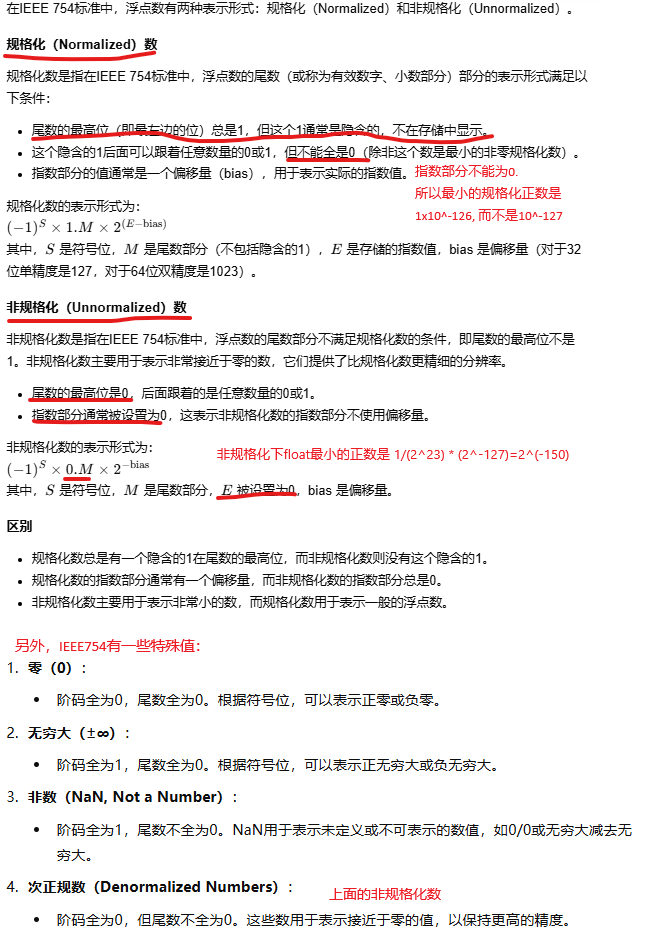 在IEEE 754标准中，浮点数有两种表示形式：规格化（Normalized）和非规格化（Unnormalized）。
规格化（Normalized）数
规格化数是指在IEEE 754标准中，浮点数的尾数（或称为有效数字、小数部分）部分的表示形式满足以
下条件：
• 尾数的最高位（即最左边的位）总是1，但这个1通常是隐含的，不在存储中显示。
• 这个隐含的1后面可以跟着任意数量的0或1，但不能全是0（除非这个数是最小的非零规格化数）。
• 指数部分的值通常是一个偏移量（bias），用于表示实际的指数值。
指数部分不能为0.
所以最小的规格化正数是
1x10^-126, 而不是10^-127
规格化数的表示形式为：
(−1)^S × 1.M × 2^(E−bias)
其中，S 是符号位，M 是尾数部分（不包括隐含的1），E 是存储的指数值，bias 是偏移量（对于32
位单精度是127，对于64位双精度是1023）。
非规格化（Unnormalized）数
非规格化数是指在IEEE 754标准中，浮点数的尾数部分不满足规格化数的条件，即尾数的最高位不是
1。非规格化数主要用于表示非常接近于零的数，它们提供了比规格化数更精细的分辨率。
• 尾数的最高位是0，后面跟着的是任意数量的0或1。
• 指数部分通常被设置为0，这表示非规格化数的指数部分不使用偏移量。
非规格化数的表示形式为：
非规格化下float最小的正数是 1/(2^23) * (2^-127)=2^(-150)
(−1)^S × 0.M × 2^−bias
其中，S 是符号位，M 是尾数部分，E 被设置为0，bias 是偏移量。
区别
• 规格化数总是有一个隐含的1在尾数的最高位，而非规格化数则没有这个隐含的1。
• 规格化数的指数部分通常有一个偏移量，而非规格化数的指数部分总是0。
• 非规格化数主要用于表示非常小的数，而规格化数用于表示一般的浮点数。
另外，IEEE754有一些特殊值：
1. 零（0）：
• 阶码全为0，尾数全为0。根据符号位，可以表示正零或负零。
2. 无穷大（±∞）：
• 阶码全为1，尾数全为0。根据符号位，可以表示正无穷大或负无穷大。
3. 非数（NaN, Not a Number）：
• 阶码全为1，尾数不全为0。NaN用于表示未定义或不可表示的数值，如0/0或无穷大减去无
穷大。
4. 次正规数（Denormalized Numbers）：
上面的非规格化数
• 阶码全为0，但尾数不全为0。这些数用于表示接近于零的值，以保持更高的精度。